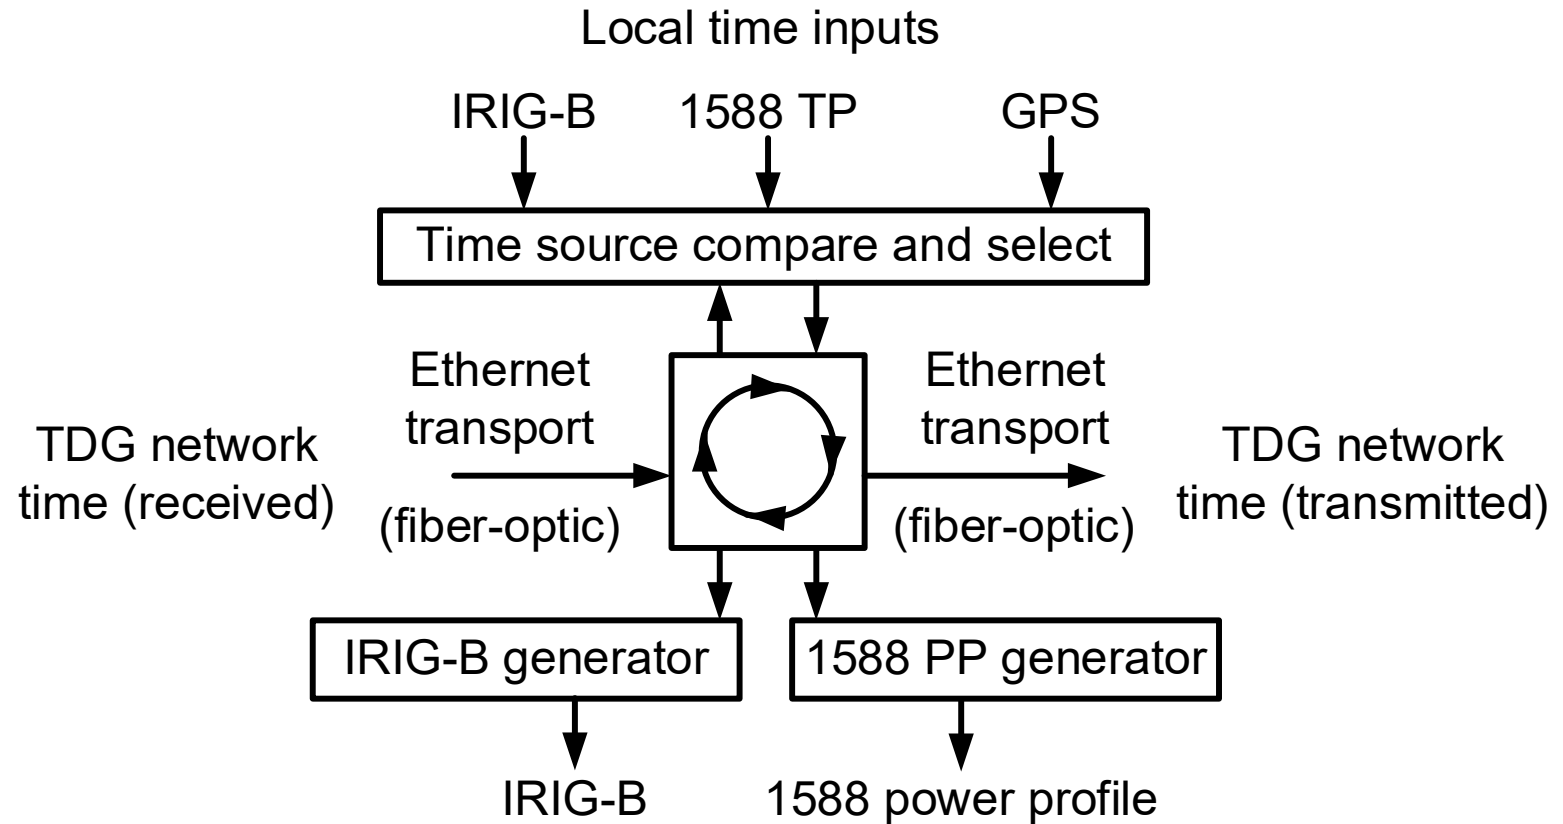 Local time inputs
IRIG-B
1588 TP
GPS
Time source compare and select
TDG network
time (received)
Ethernet
transport
(fiber-optic)
Ethernet
transport
(fiber-optic)
TDG network
time (transmitted)
IRIG-B generator
1588 PP generator
IRIG-B
1588 power profile